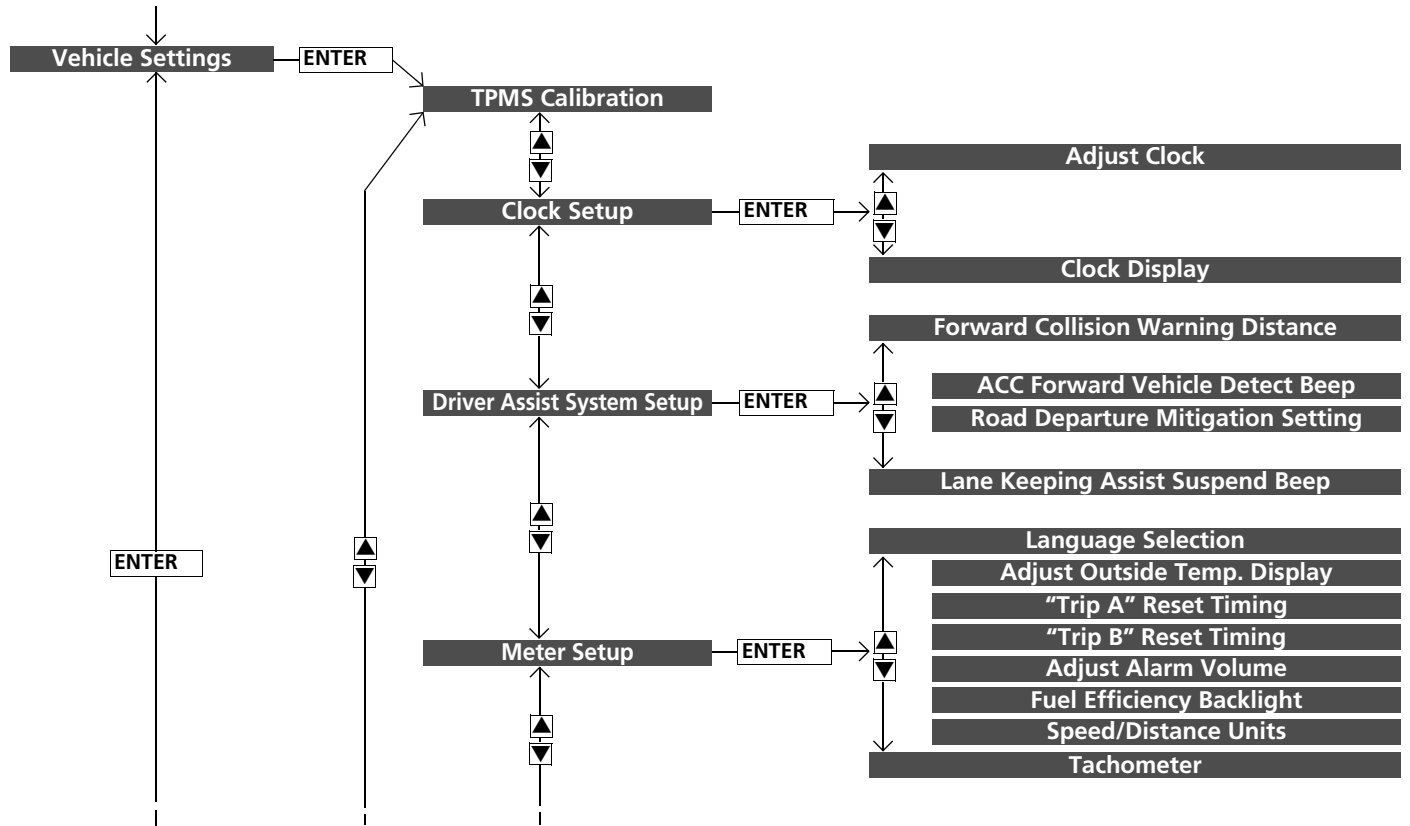 Vehicle Settings
ENTER
TPMS Calibration
▲
▼
Clock Setup
ENTER
▲
▼
Adjust Clock
Clock Display
▲
▼
Driver Assist System Setup
ENTER
▲
▼
Forward Collision Warning Distance
ACC Forward Vehicle Detect Beep
Road Departure Mitigation Setting
Lane Keeping Assist Suspend Beep
▲
▼
ENTER
▲
▼
Meter Setup
ENTER
▲
▼
Language Selection
Adjust Outside Temp. Display
“Trip A” Reset Timing
“Trip B” Reset Timing
Adjust Alarm Volume
Fuel Efficiency Backlight
Speed/Distance Units
Tachometer
▲
▼